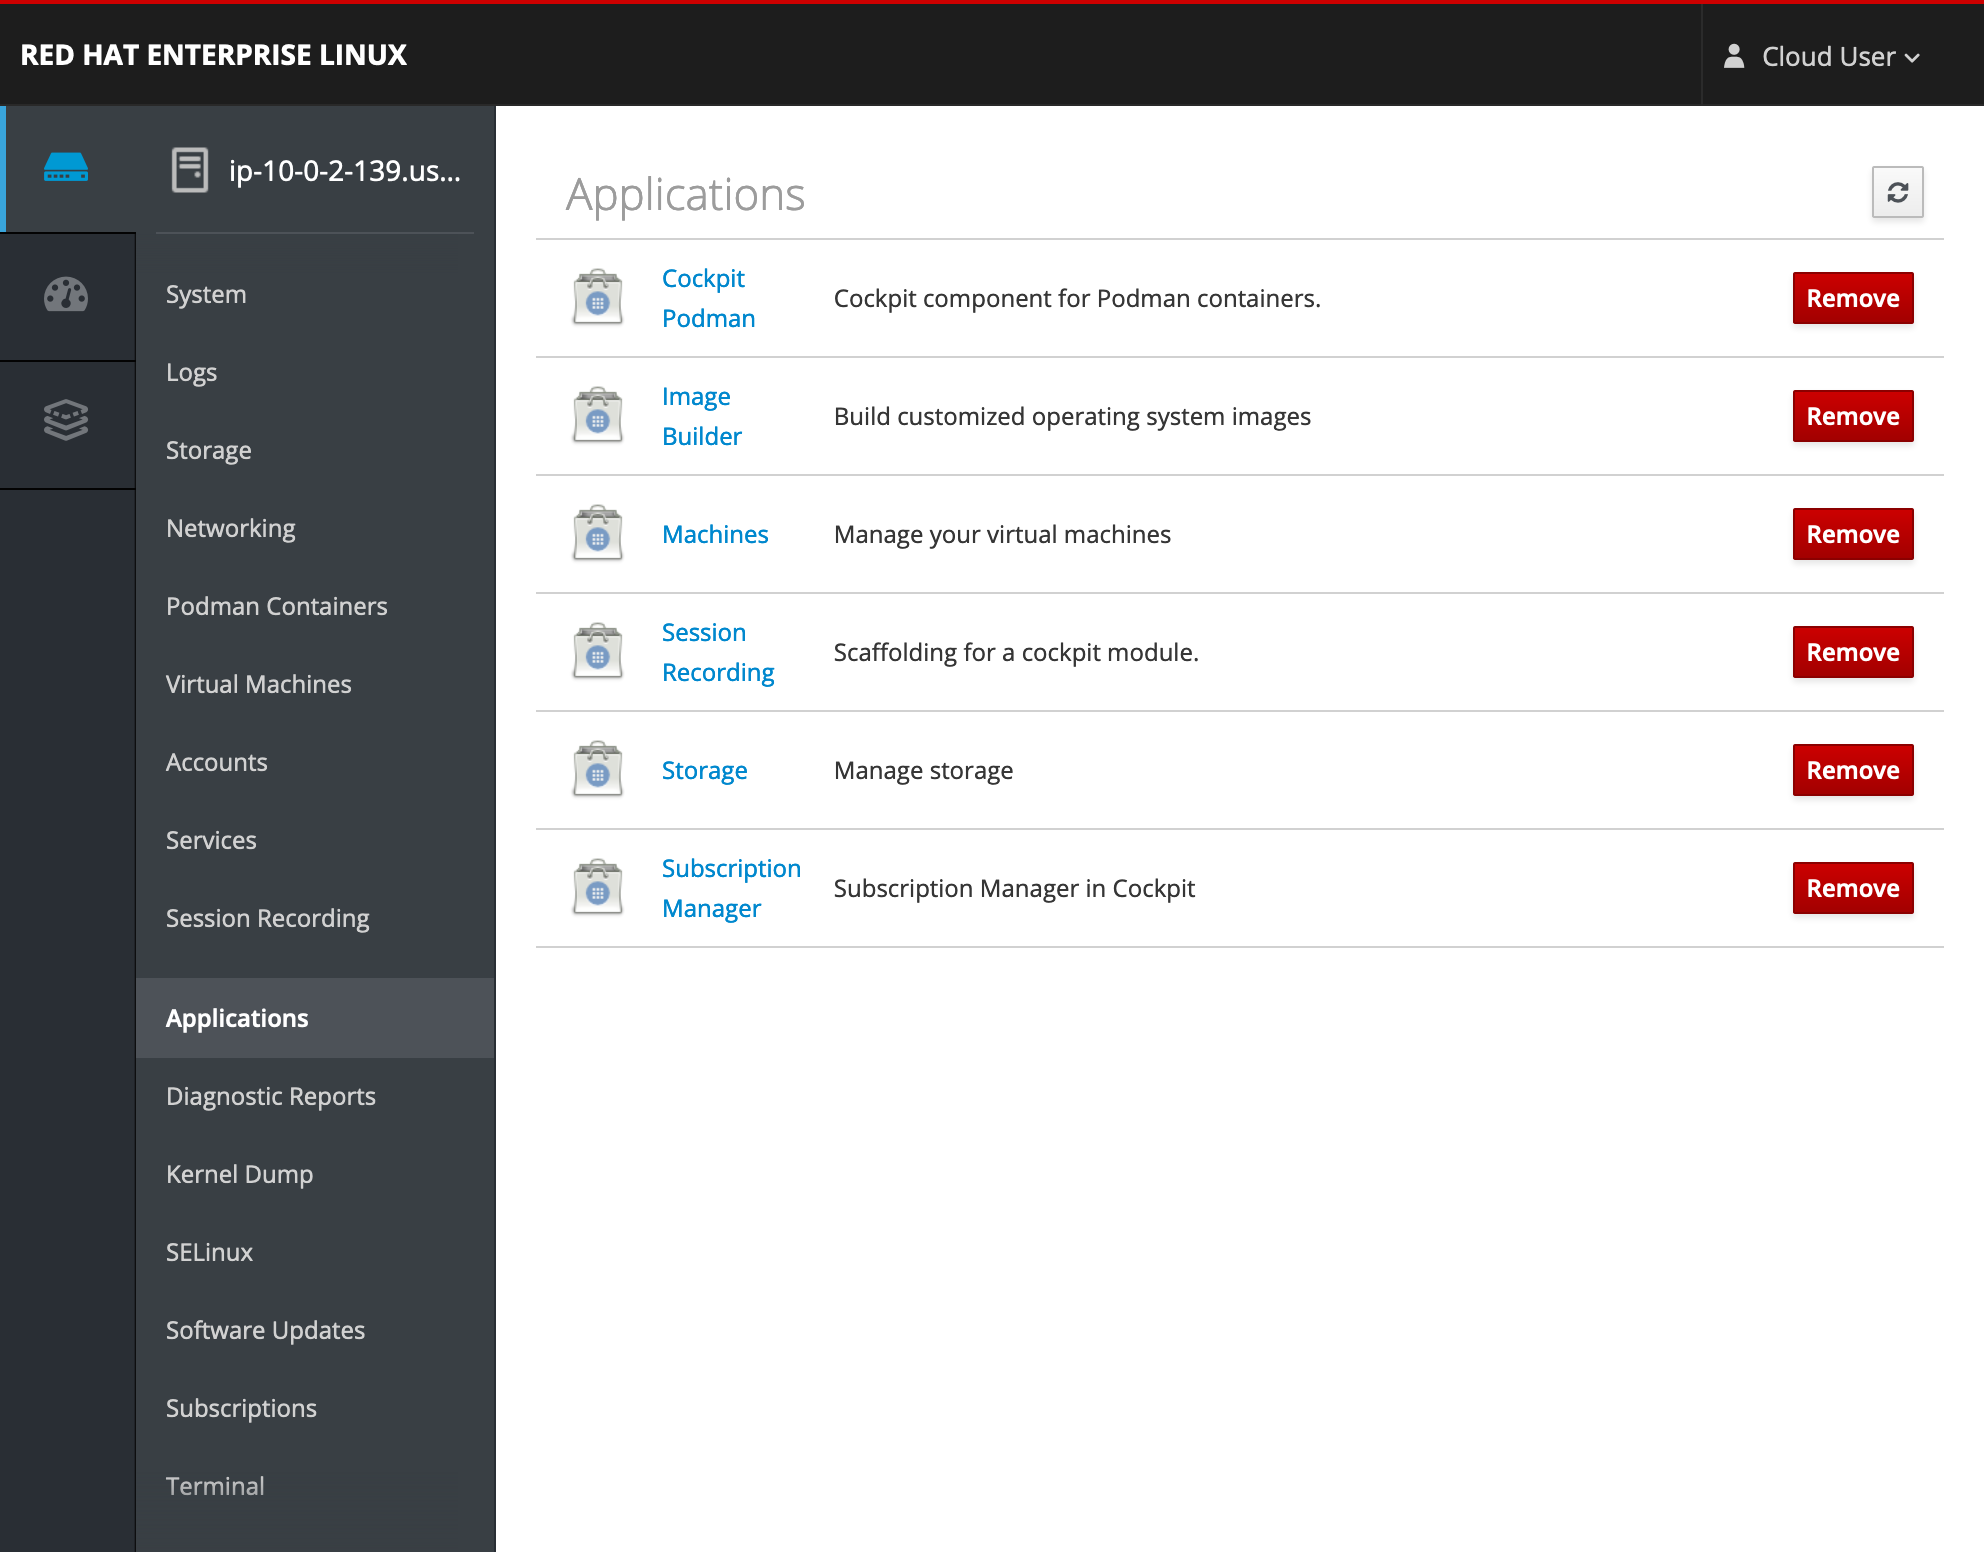 RED HAT ENTERPRISE LINUX
Cloud User
ip-10-0-2-139.us...
System
Logs
Storage
Networking
Podman Containers
Virtual Machines
Accounts
Services
Session Recording
Applications
Diagnostic Reports
Kernel Dump
SELinux
Software Updates
Subscriptions
Terminal
Applications
Cockpit
Podman
Cockpit component for Podman containers.
Remove
Image
Builder
Build customized operating system images
Remove
Machines
Manage your virtual machines
Remove
Session
Recording
Scaffolding for a cockpit module.
Remove
Storage
Manage storage
Remove
Subscription
Manager
Subscription Manager in Cockpit
Remove